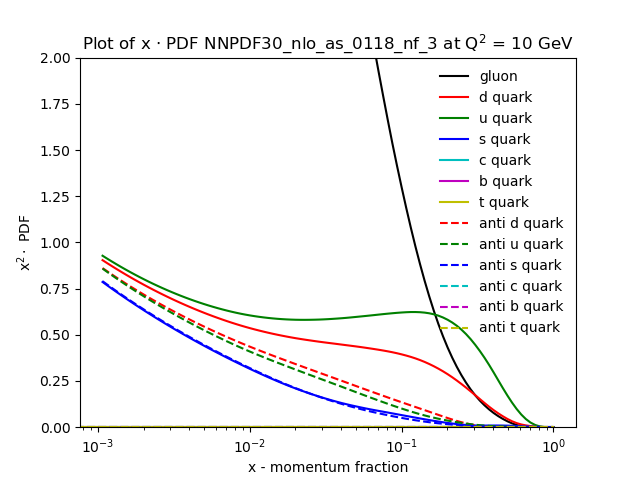 Plot of x · PDF NNPDF30_nlo_as_0118_nf_3 at Q² = 10 GeV
2.00
1.75
1.50
1.25
1.00
0.75
0.50
0.25
0.00
x²· PDF
gluon
d quark
u quark
s quark
c quark
b quark
t quark
anti d quark
anti u quark
anti s quark
anti c quark
anti b quark
anti t quark
10⁻³ 10⁻² 10⁻¹ 10⁰
x - momentum fraction